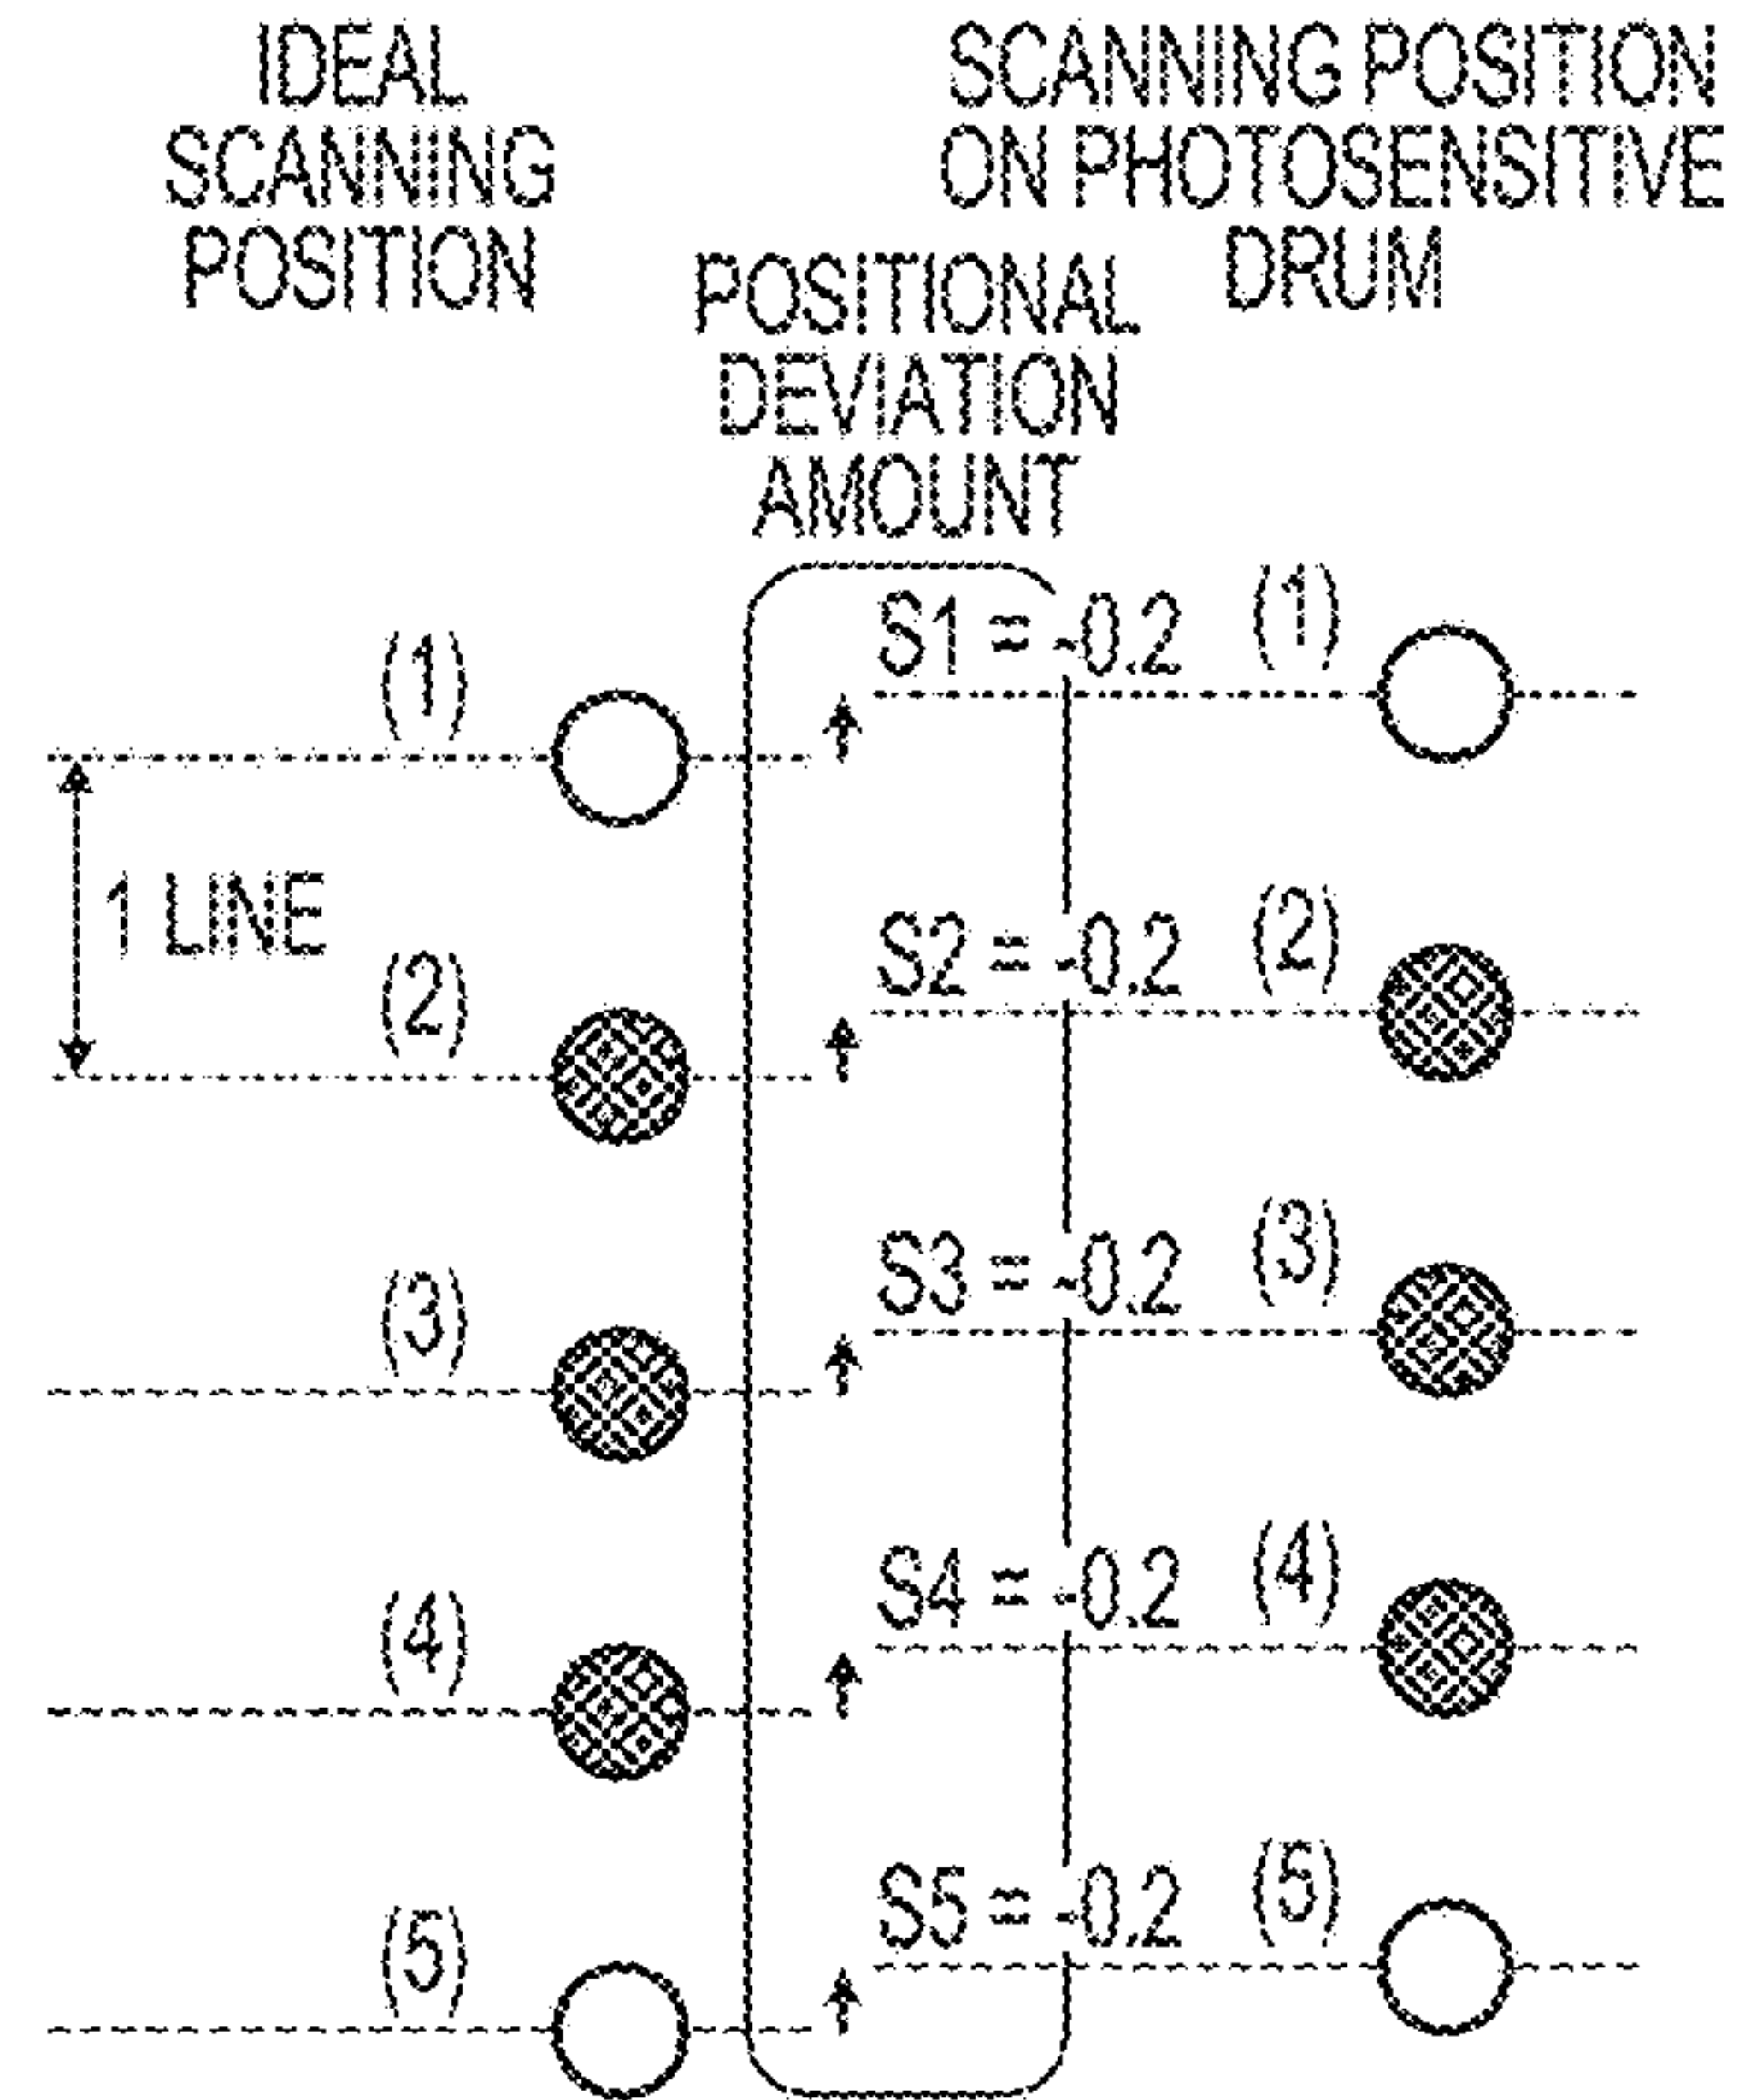 IDEAL
SCANNING
POSITION
POSITIONAL
DEVIATION
AMOUNT
SCANNING POSITION
ON PHOTOSENSITIVE
DRUM
(1)
S1 = -0.2 (1)
1 LINE
(2)
S2 = -0.2 (2)
(3)
S3 = -0.2 (3)
(4)
S4 = -0.2 (4)
(5)
S5 = -0.2 (5)